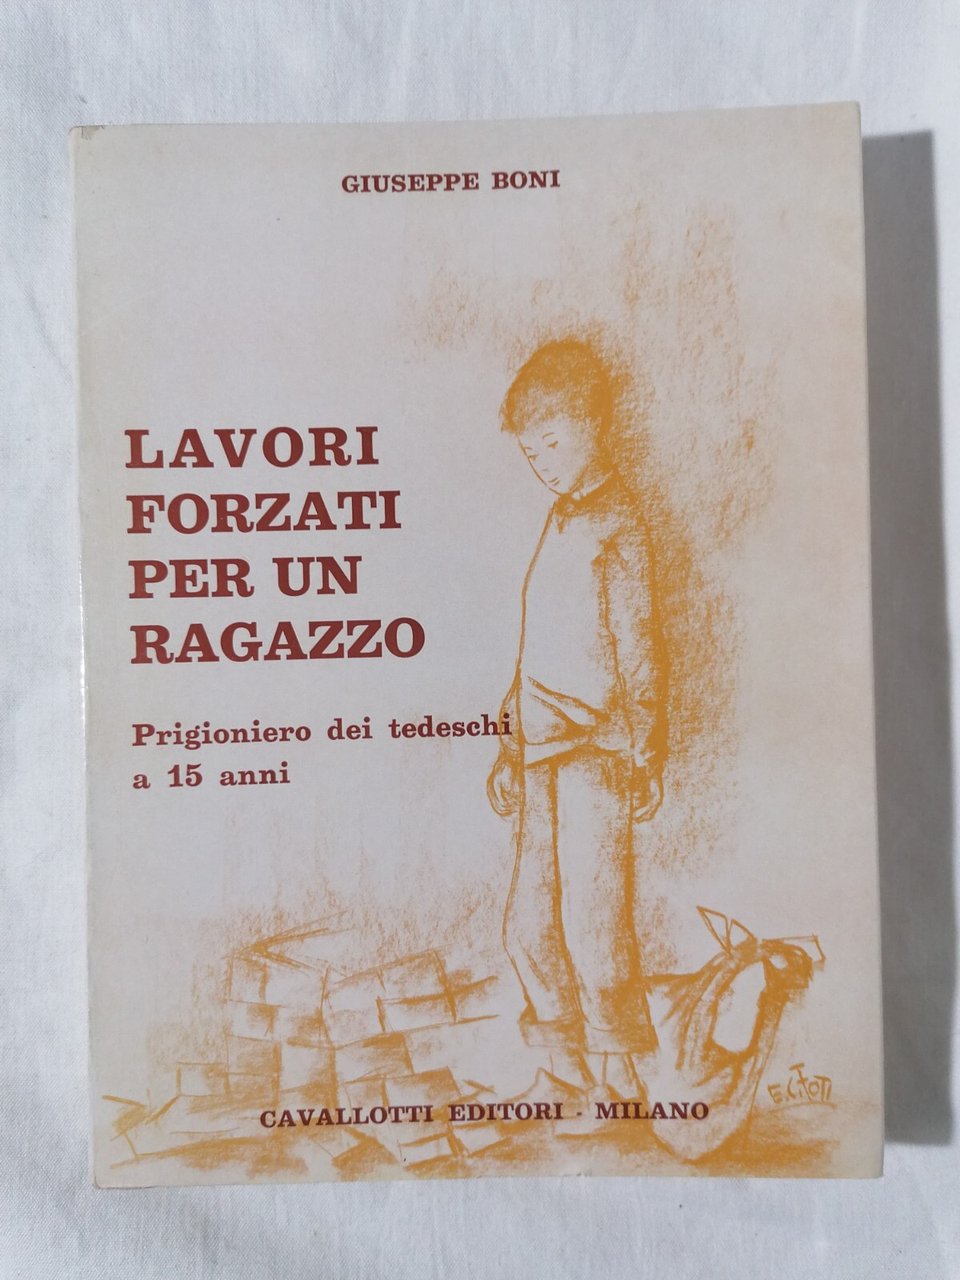 GIUSEPPE BONI
LAVORI
FORZATI
PER UN
RAGAZZO
Prigioniero dei tedeschi
a 15 anni
CAVALLOTTI EDITORI - MILANO